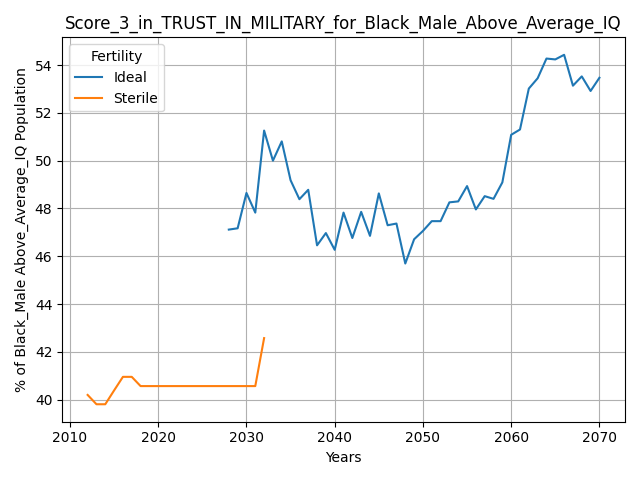 Score_3_in_TRUST_IN_MILITARY_for_Black_Male_Above_Average_IQ
Fertility
Ideal
Sterile
% of Black_Male Above_Average_IQ Population
54
52
50
48
46
44
42
40
2010
2020
2030
2040
2050
2060
2070
Years